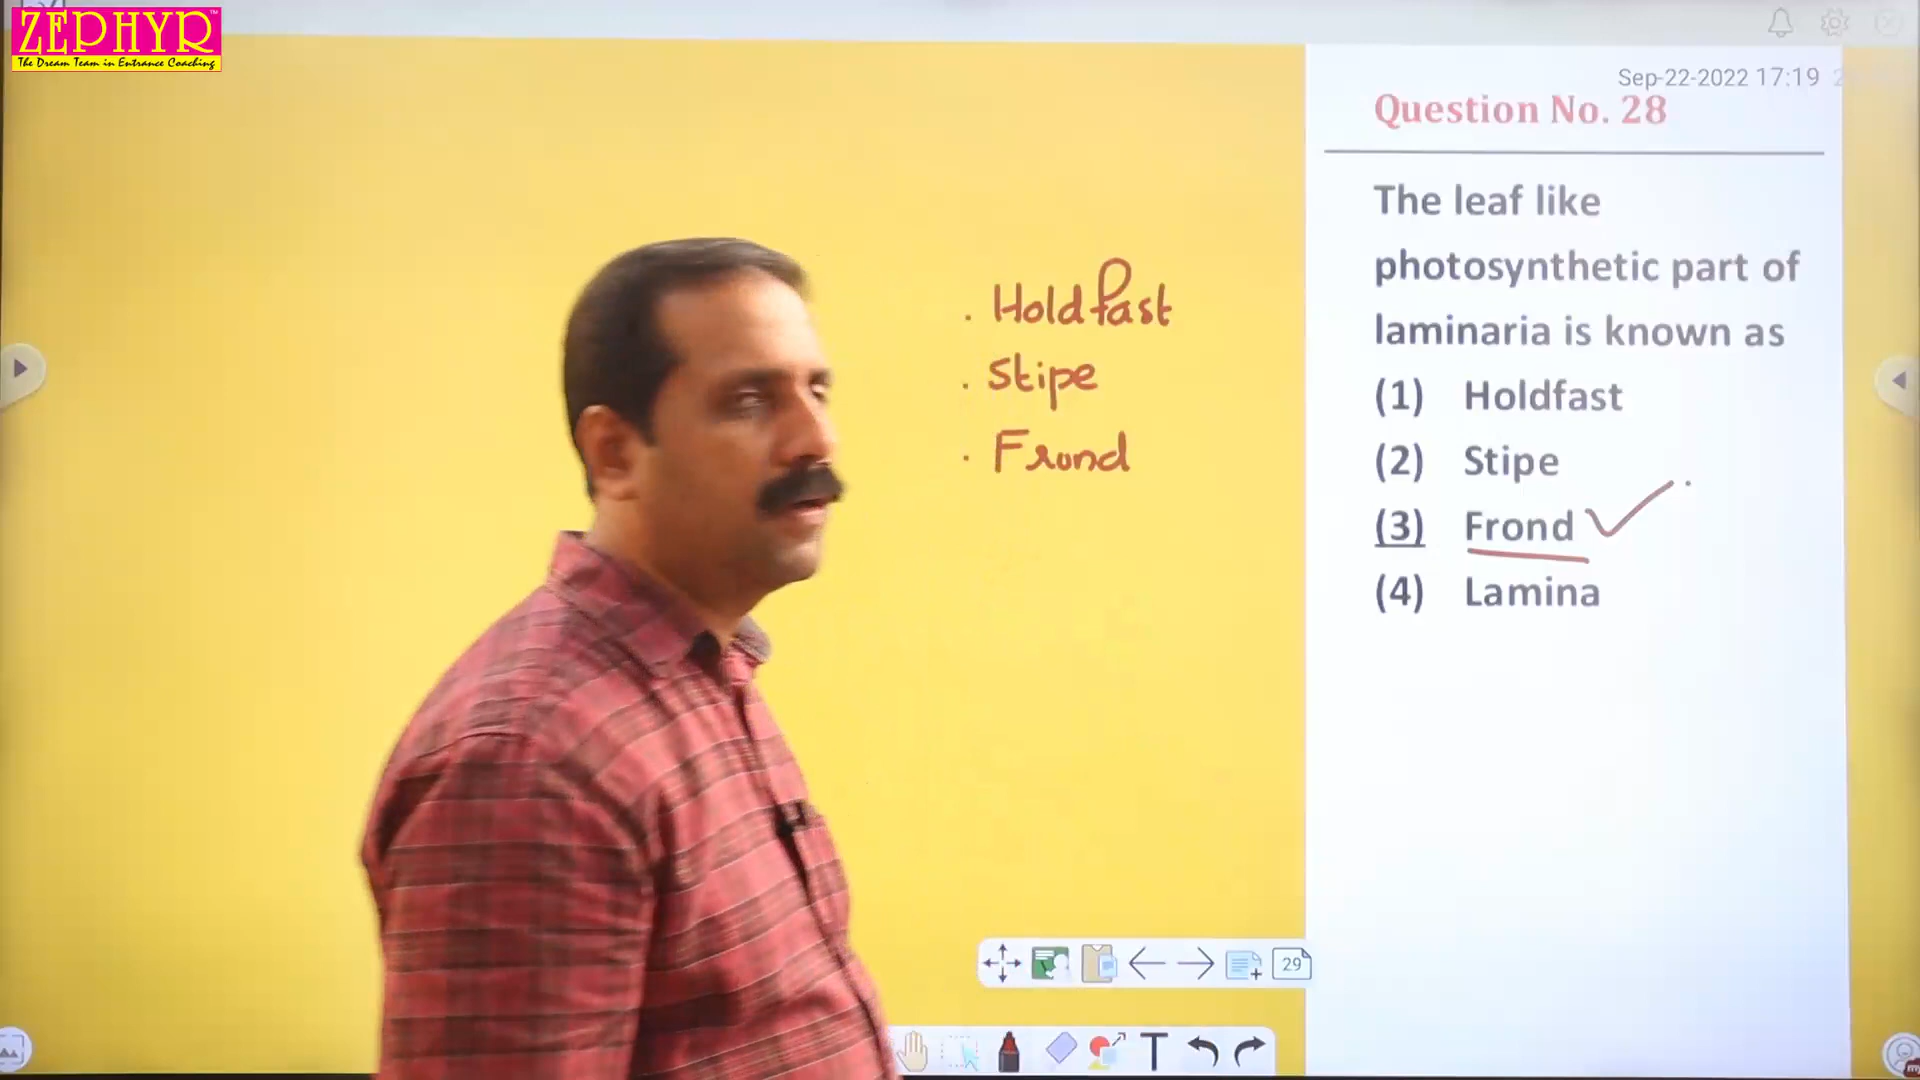 ZEPHYR™
The Dream Team in Entrance Coaching
Sep-22-2022 17:19
Question No. 28
The leaf like
photosynthetic part of
laminaria is known as
(1) Holdfast
(2) Stipe
(3) Frond
(4) Lamina
. Holdfast
. Stipe
. Frond
29
T